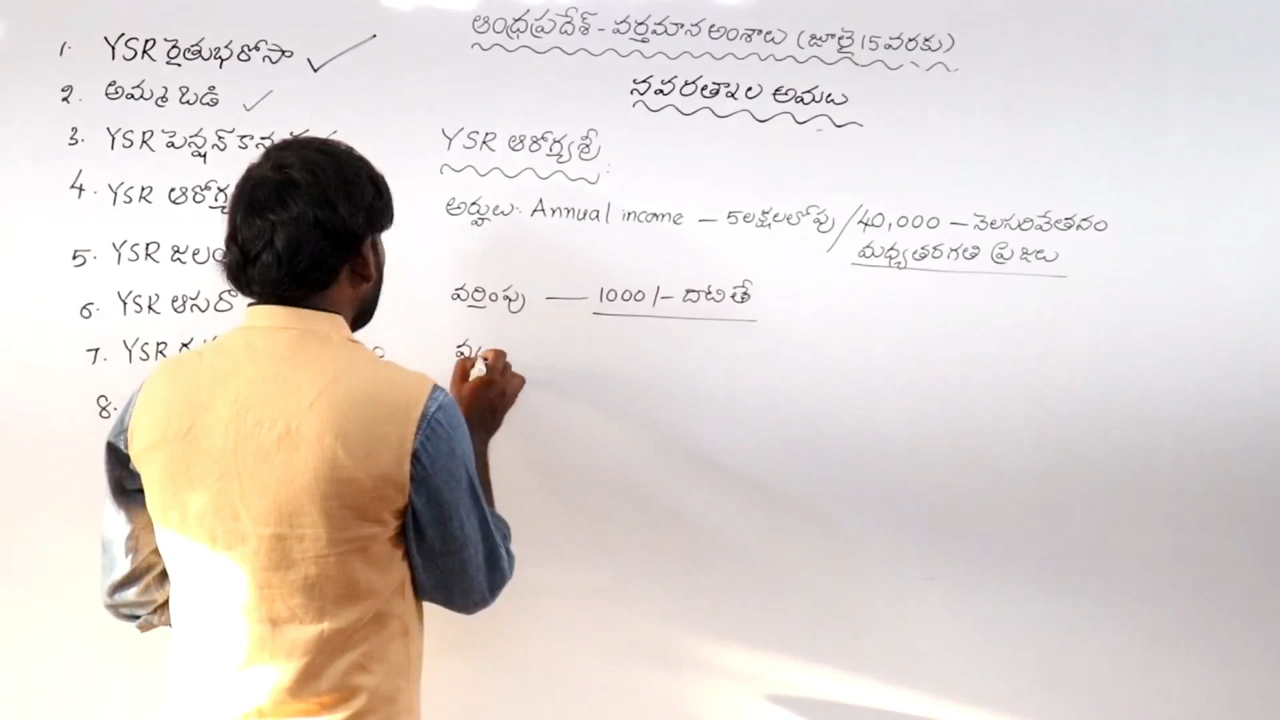 ఆంధ్రప్రదేశ్ - వర్తమాన అంశాలు (జూలై 15 వరకు)
నవరత్నాల అమలు
1. YSR రైతుభరోసా ✓
2. అమ్మ ఒడి ✓
3. YSR పెన్షన్
4. YSR
5. YSR
6. YSR ఆసరా
7. YSR
8.
YSR ఆరోగ్యశ్రీ
అర్హులు:- Annual income – 5 లక్షలలోపు / 40,000 – నెలసరివేతనం
మధ్యతరగతి ప్రజలు
వర్తింపు — 1000/- దాటితే